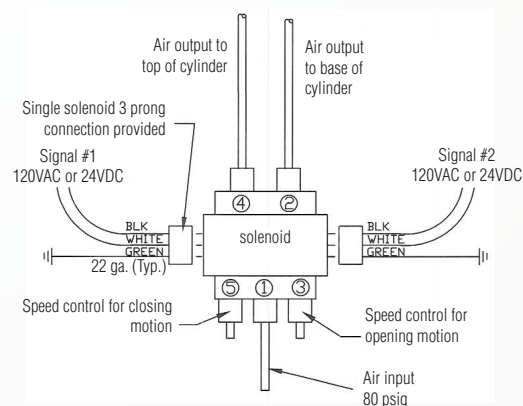 Air output to
top of cylinder
Air output
to base of
cylinder
Single solenoid 3 prong
connection provided
Signal #1
120VAC or 24VDC
Signal #2
120VAC or 24VDC
④
②
BLK
WHITE
GREEN
22 ga. (Typ.)
solenoid
BLK
WHITE
GREEN
⑤
①
③
Speed control for closing
motion
Speed control for
opening motion
Air input
80 psig